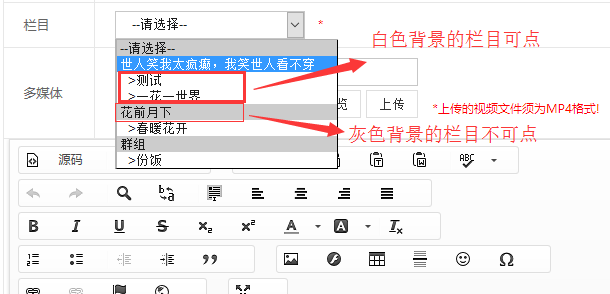 栏目
--请选择--
*
--请选择--
世人笑我太疯癫，我笑世人看不穿
>测试
>一花一世界
花前月下
>春暖花开
群组
>份饭
白色背景的栏目可点
灰色背景的栏目不可点
多媒体
览
上传
*上传的视频文件须为MP4格式!
源码
ABC
B I U S x₂ x² A A Tx
Ω